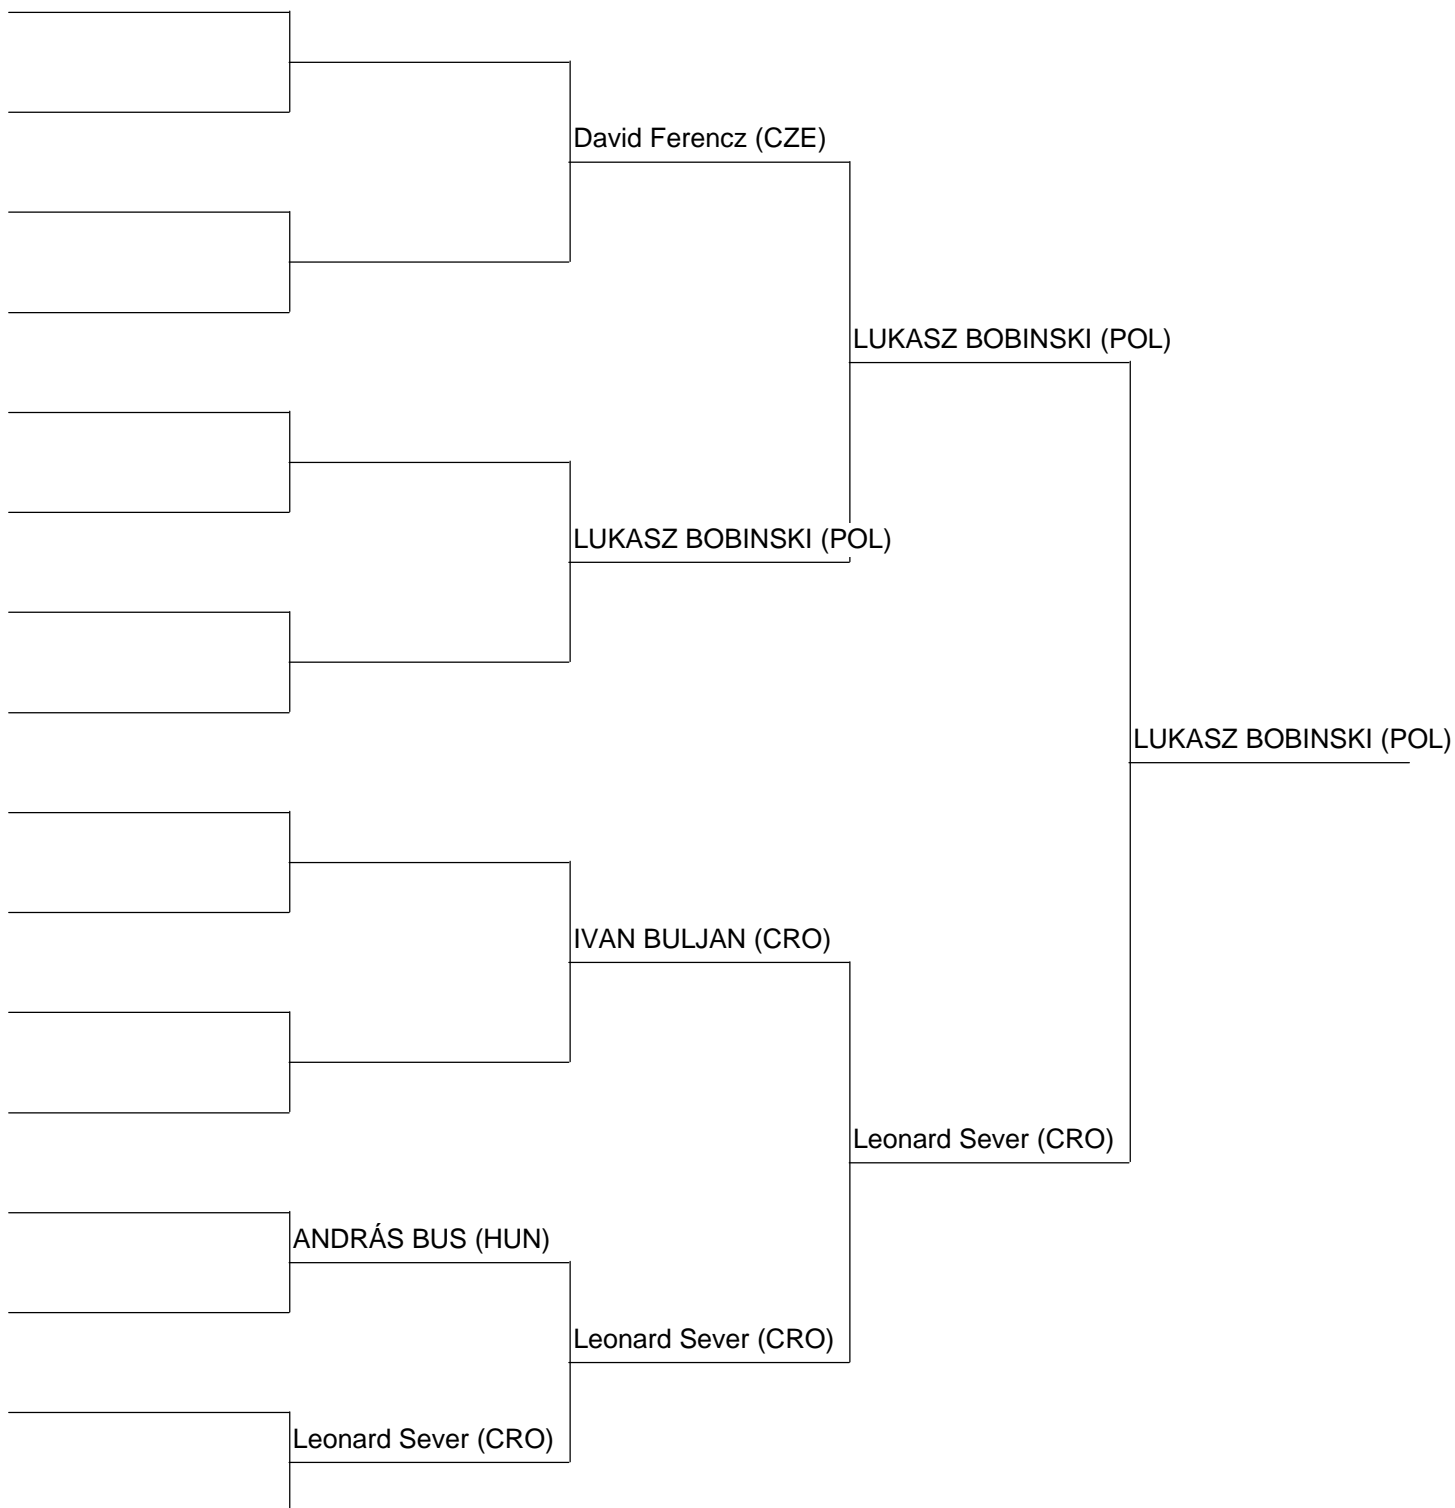 David Ferencz (CZE)
LUKASZ BOBINSKI (POL)
LUKASZ BOBINSKI (POL)
LUKASZ BOBINSKI (POL)
IVAN BULJAN (CRO)
Leonard Sever (CRO)
ANDRÁS BUS (HUN)
Leonard Sever (CRO)
Leonard Sever (CRO)